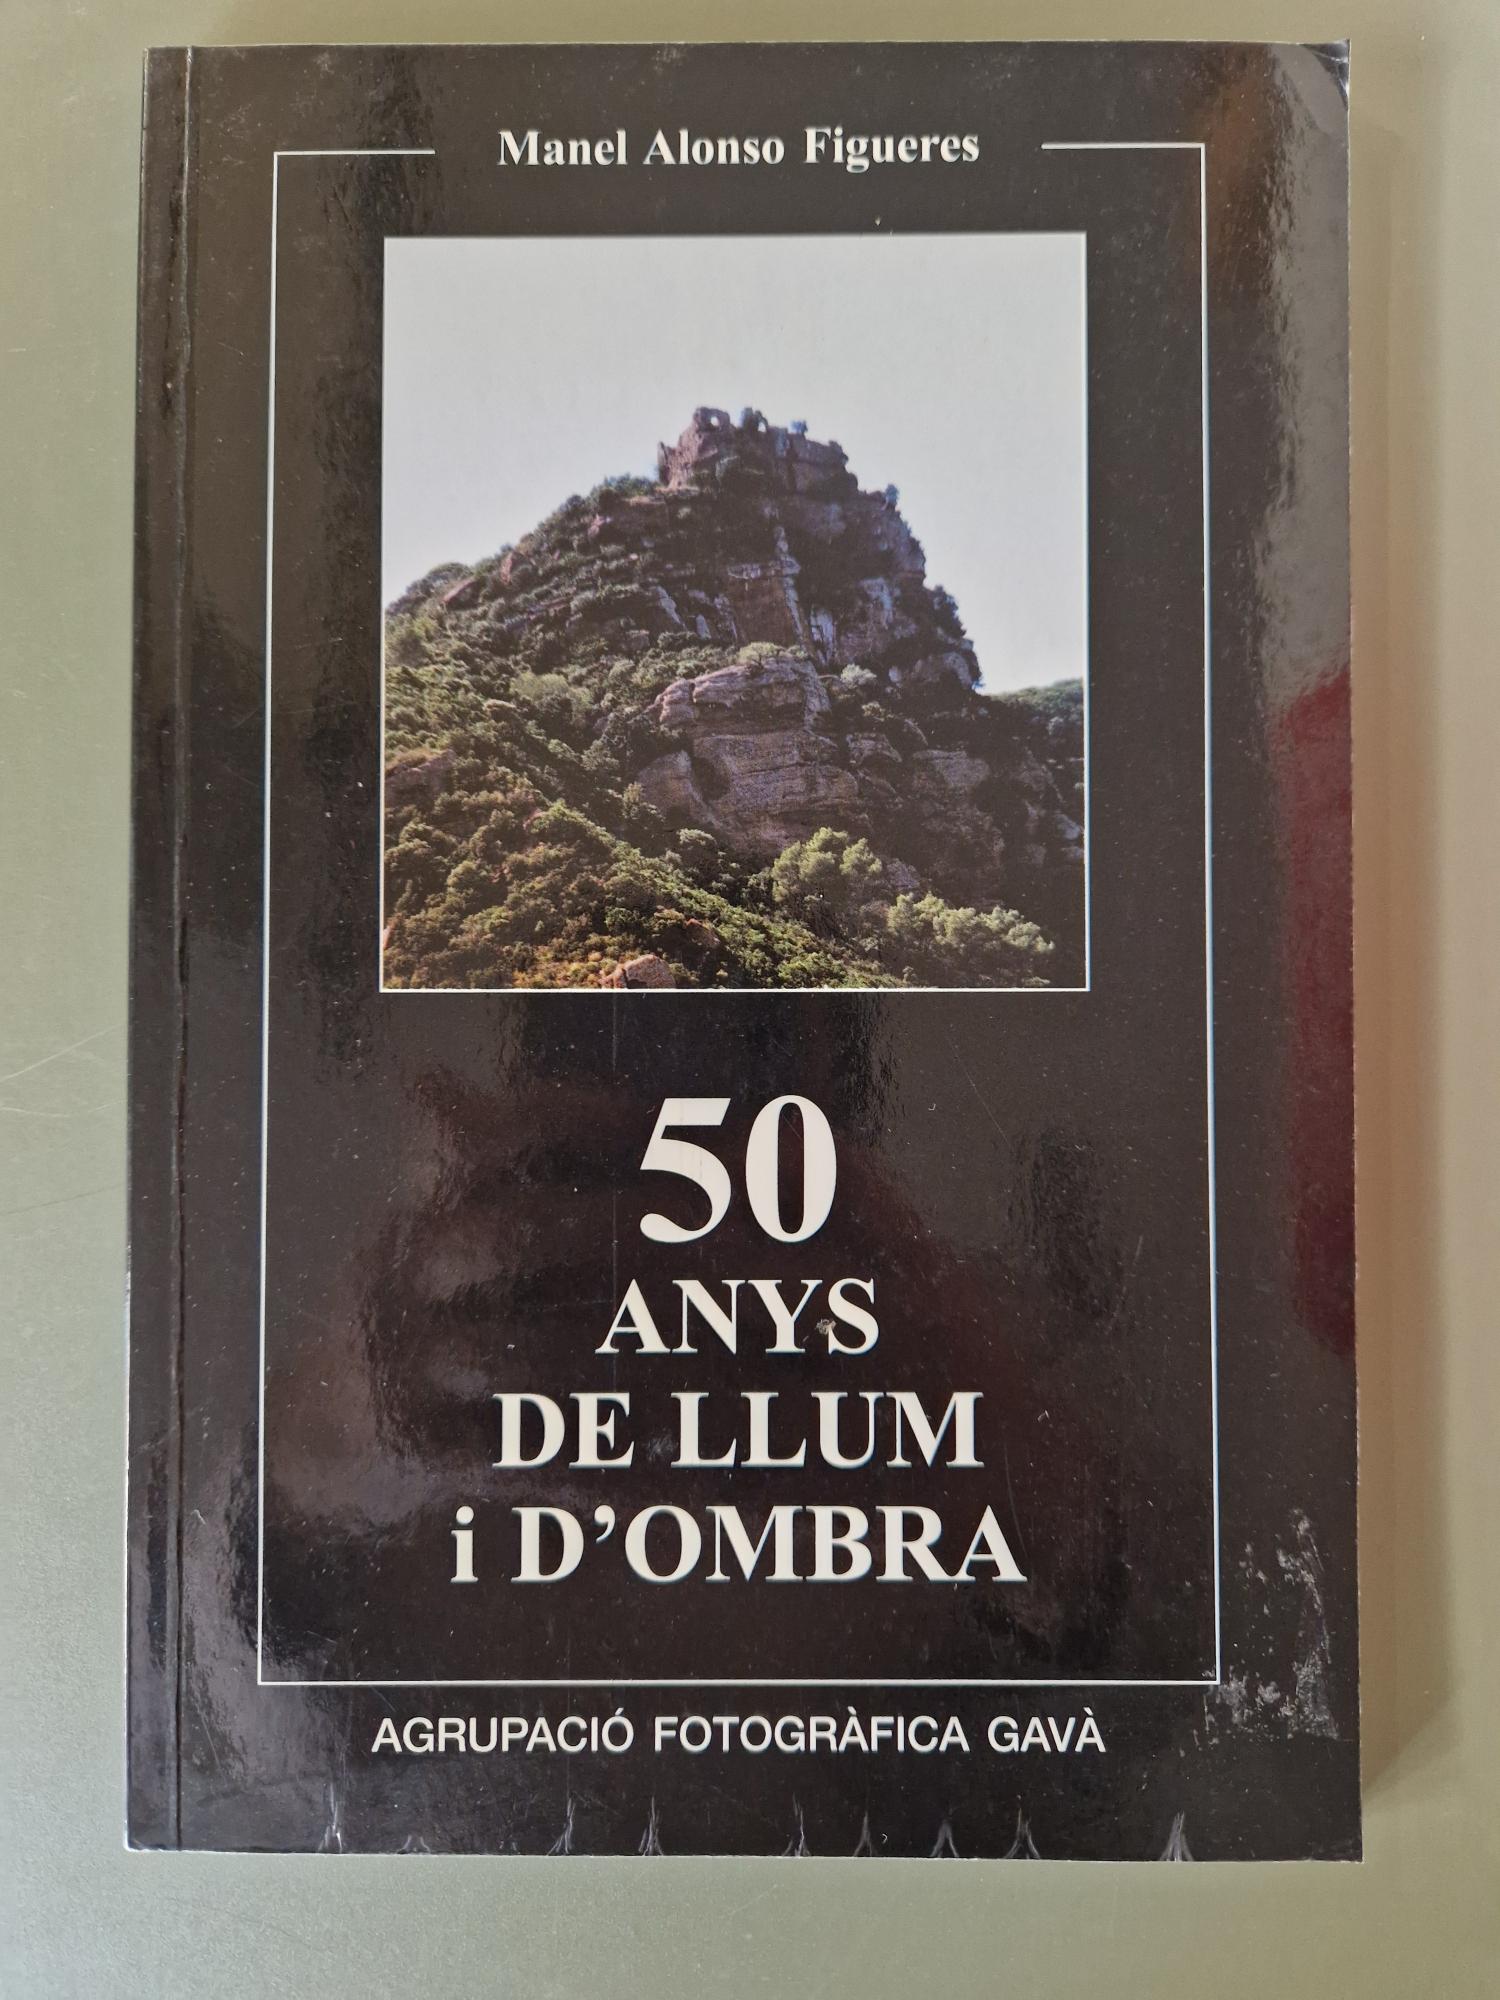 Manel Alonso Figueres
50
ANYS
DE LLUM
i D'OMBRA
AGRUPACIÓ FOTOGRÀFICA GAVÀ